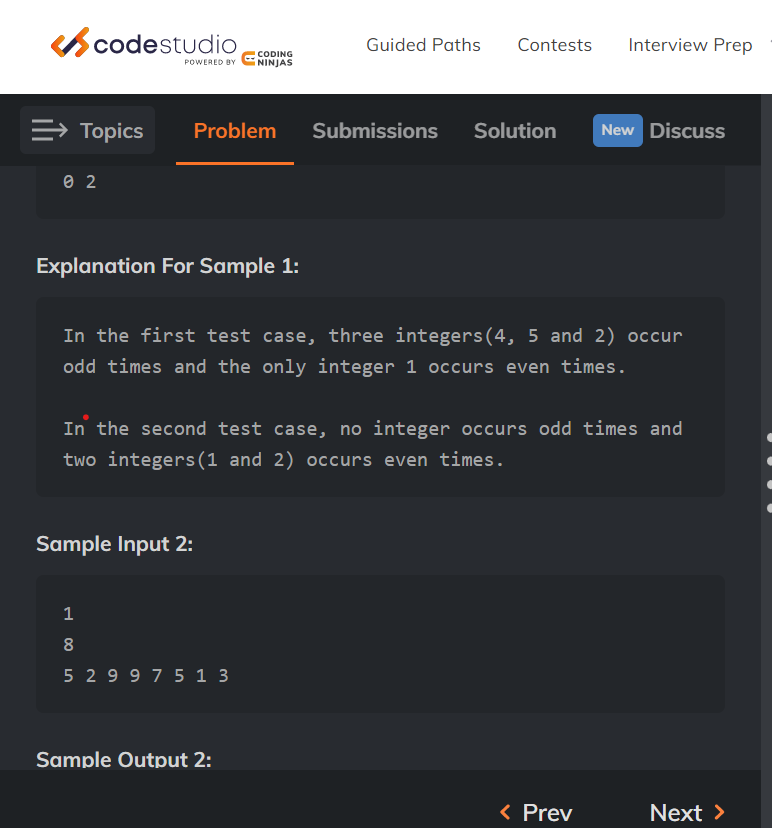 codestudio
POWERED BY CODING NINJAS
Guided Paths Contests Interview Prep
Topics Problem Submissions Solution New Discuss
0 2
Explanation For Sample 1:
In the first test case, three integers(4, 5 and 2) occur
odd times and the only integer 1 occurs even times.
In the second test case, no integer occurs odd times and
two integers(1 and 2) occurs even times.
Sample Input 2:
1
8
5 2 9 9 7 5 1 3
Sample Output 2:
Prev Next